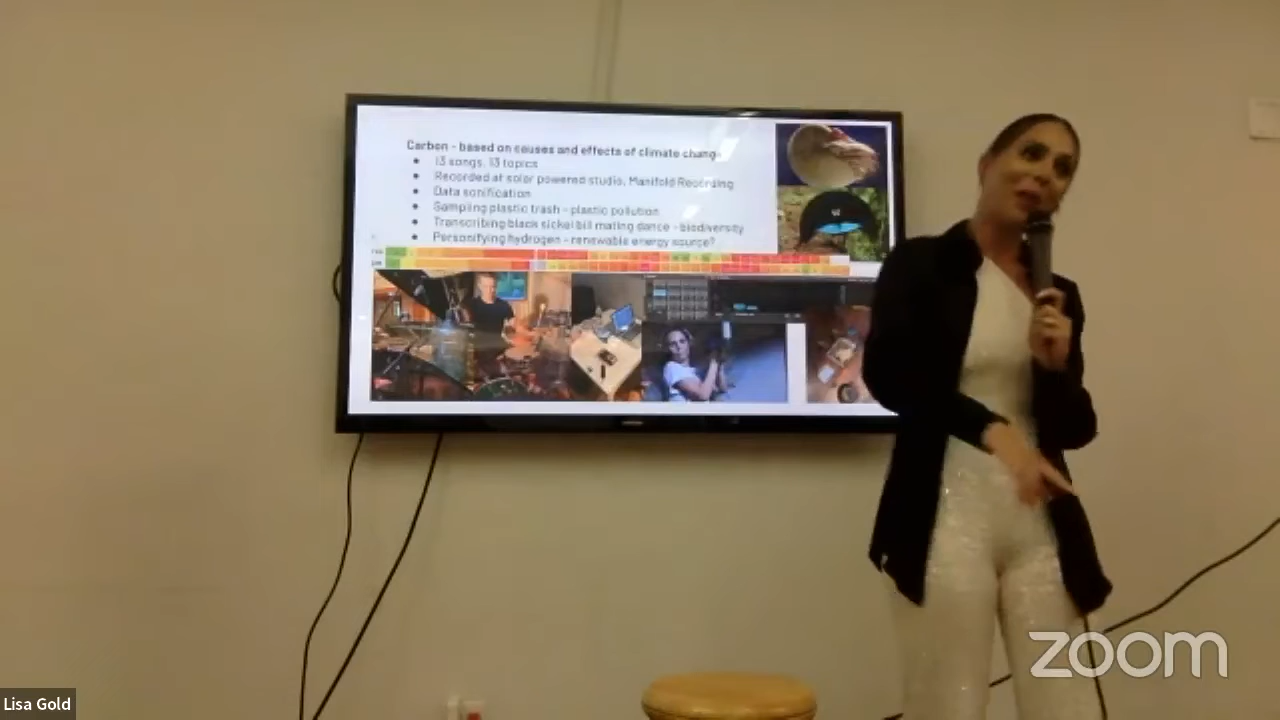 Carbon - based on causes and effects of climate chang
13 songs, 13 topics
Recorded at solar powered studio, Manifold Recording
Data sonification
Sampling plastic trash - plastic pollution
Transcribing black sicklebill mating dance - biodiversity
Personifying hydrogen - renewable energy source?
zoom
Lisa Gold